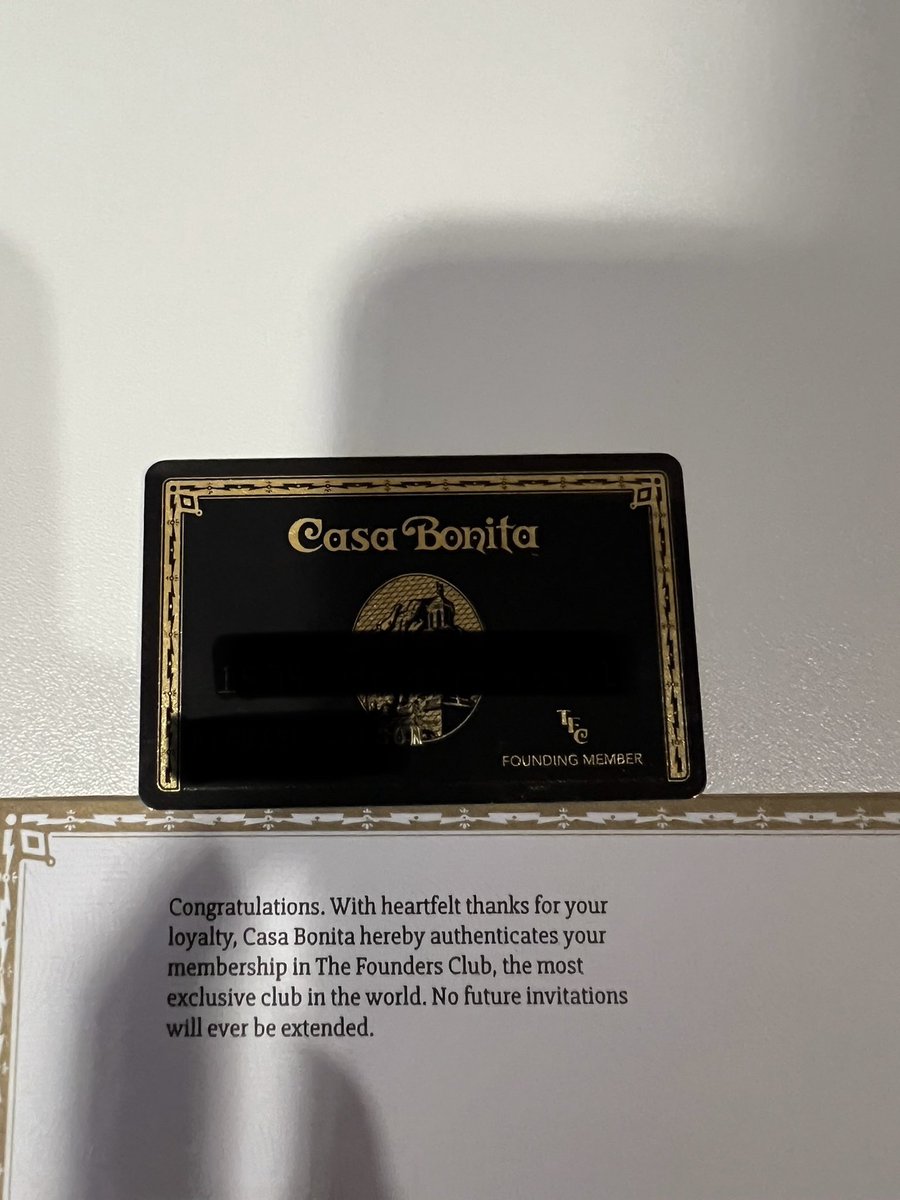 Casa Bonita
TFC
FOUNDING MEMBER
Congratulations. With heartfelt thanks for your
loyalty, Casa Bonita hereby authenticates your
membership in The Founders Club, the most
exclusive club in the world. No future invitations
will ever be extended.